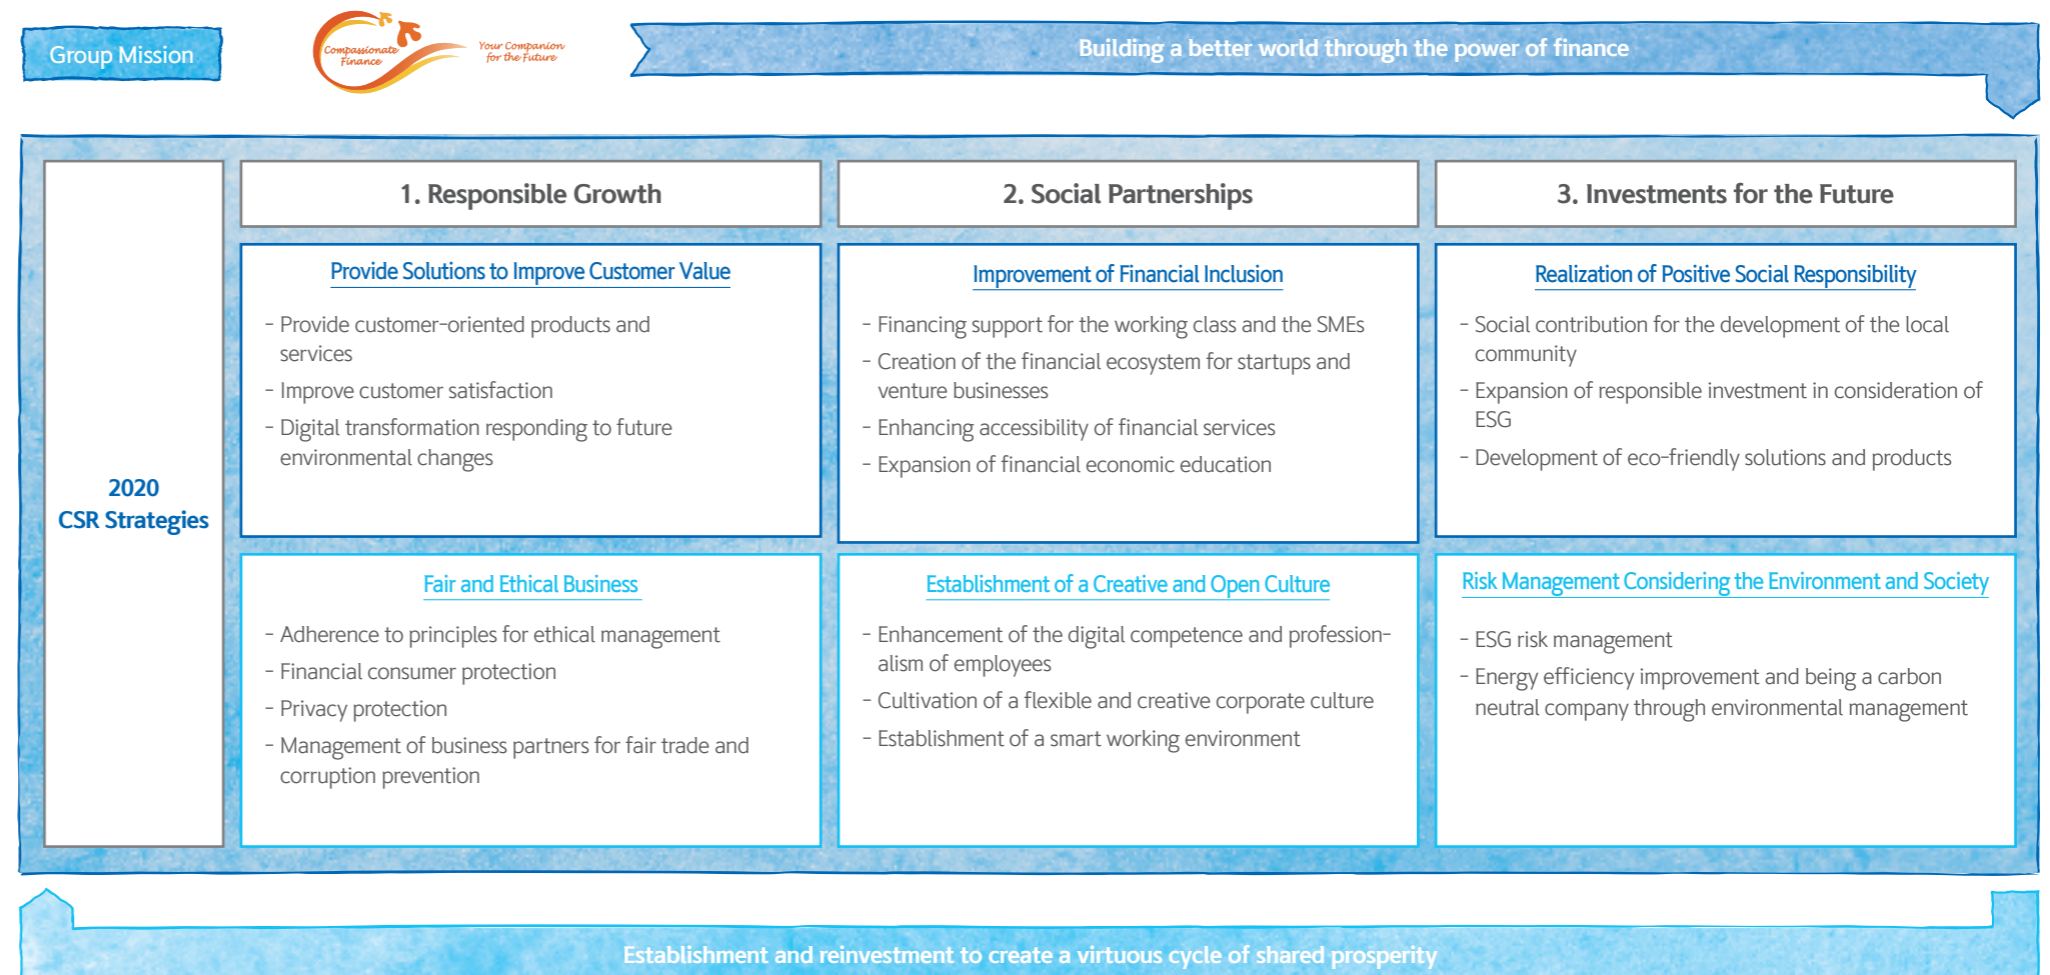 Group Mission
Compassionate
Finance
Your Companion
for the Future
Building a better world through the power of finance
2020
CSR Strategies
1. Responsible Growth
Provide Solutions to Improve Customer Value
- Provide customer-oriented products and
services
- Improve customer satisfaction
- Digital transformation responding to future
environmental changes
Fair and Ethical Business
- Adherence to principles for ethical management
- Financial consumer protection
- Privacy protection
- Management of business partners for fair trade and
corruption prevention
2. Social Partnerships
Improvement of Financial Inclusion
- Financing support for the working class and the SMEs
- Creation of the financial ecosystem for startups and
venture businesses
- Enhancing accessibility of financial services
- Expansion of financial economic education
Establishment of a Creative and Open Culture
- Enhancement of the digital competence and profession-
alism of employees
- Cultivation of a flexible and creative corporate culture
- Establishment of a smart working environment
3. Investments for the Future
Realization of Positive Social Responsibility
- Social contribution for the development of the local
community
- Expansion of responsible investment in consideration of
ESG
- Development of eco-friendly solutions and products
Risk Management Considering the Environment and Society
- ESG risk management
- Energy efficiency improvement and being a carbon
neutral company through environmental management
Establishment and reinvestment to create a virtuous cycle of shared prosperity